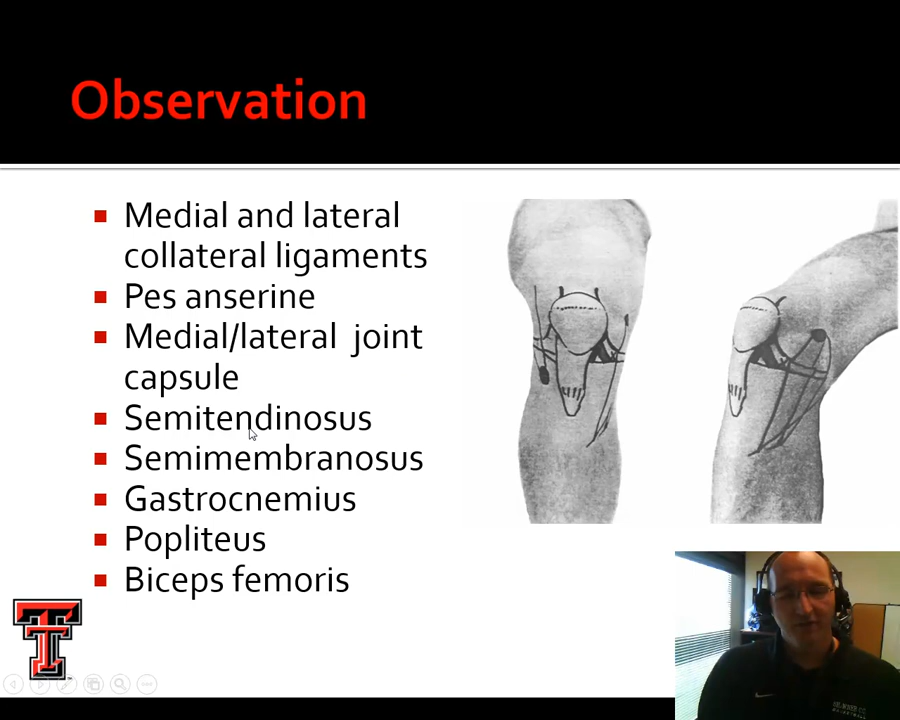 Observation
Medial and lateral
collateral ligaments
Pes anserine
Medial/lateral joint
capsule
Semitendinosus
Semimembranosus
Gastrocnemius
Popliteus
Biceps femoris